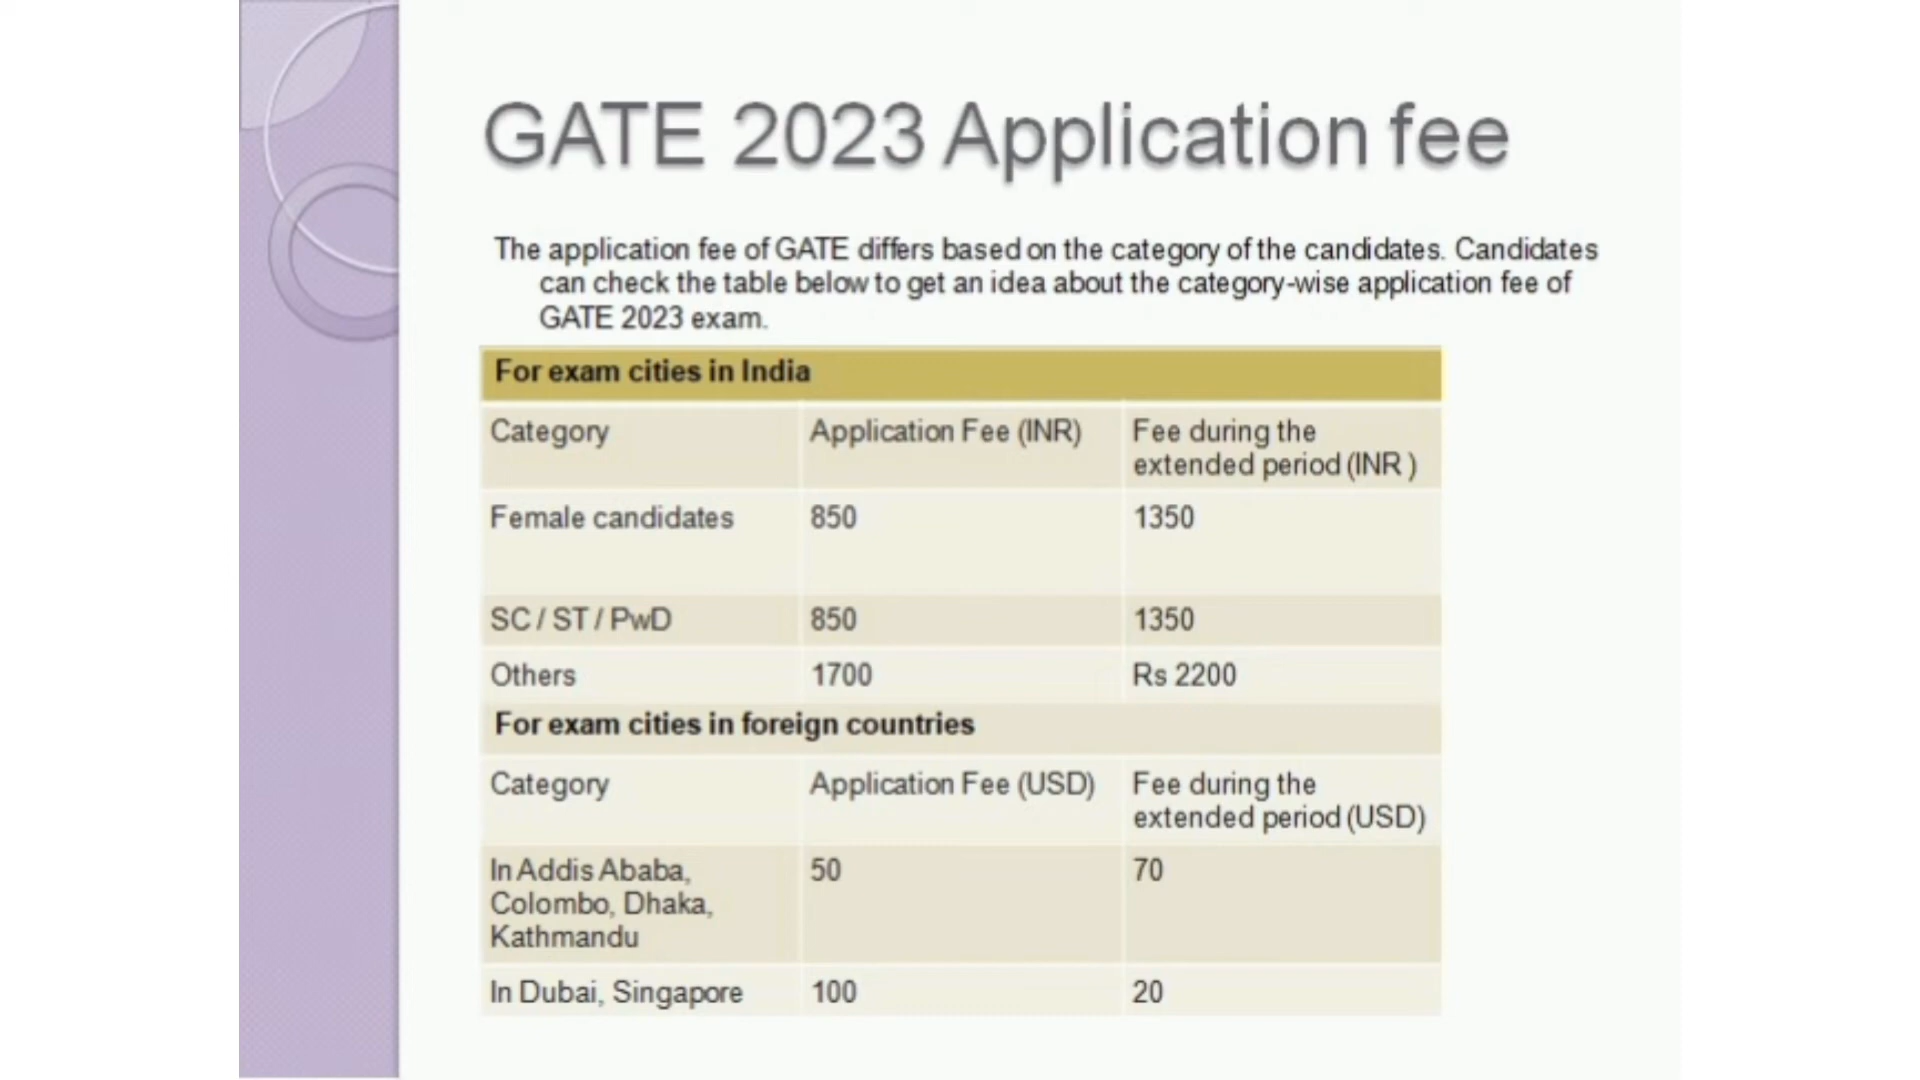 GATE 2023 Application fee
The application fee of GATE differs based on the category of the candidates. Candidates
can check the table below to get an idea about the category-wise application fee of
GATE 2023 exam.
For exam cities in India
Category Application Fee (INR) Fee during the
extended period (INR )
Female candidates 850 1350
SC / ST / PwD 850 1350
Others 1700 Rs 2200
For exam cities in foreign countries
Category Application Fee (USD) Fee during the
extended period (USD)
In Addis Ababa, 50 70
Colombo, Dhaka,
Kathmandu
In Dubai, Singapore 100 20